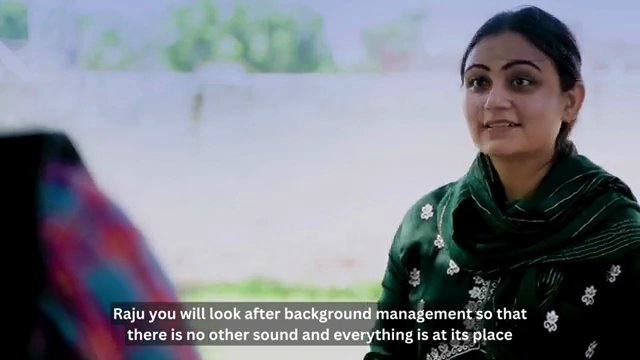 Raju you will look after background management so that
there is no other sound and everything is at its place